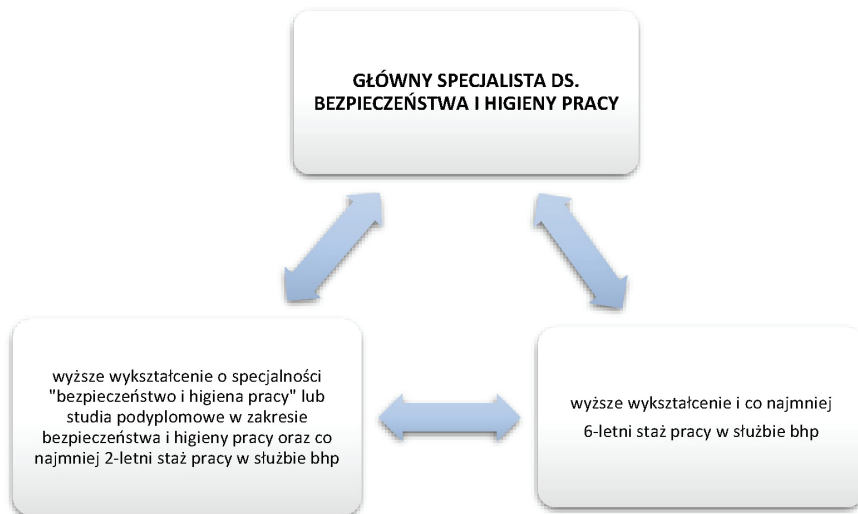 GŁÓWNY SPECJALISTA DS.
BEZPIECZEŃSTWA I HIGIENY PRACY
wyższe wykształcenie o specjalności
"bezpieczeństwo i higiena pracy" lub
studia podyplomowe w zakresie
bezpieczeństwa i higieny pracy oraz co
najmniej 2-letni staż pracy w służbie bhp
wyższe wykształcenie i co najmniej
6-letni staż pracy w służbie bhp